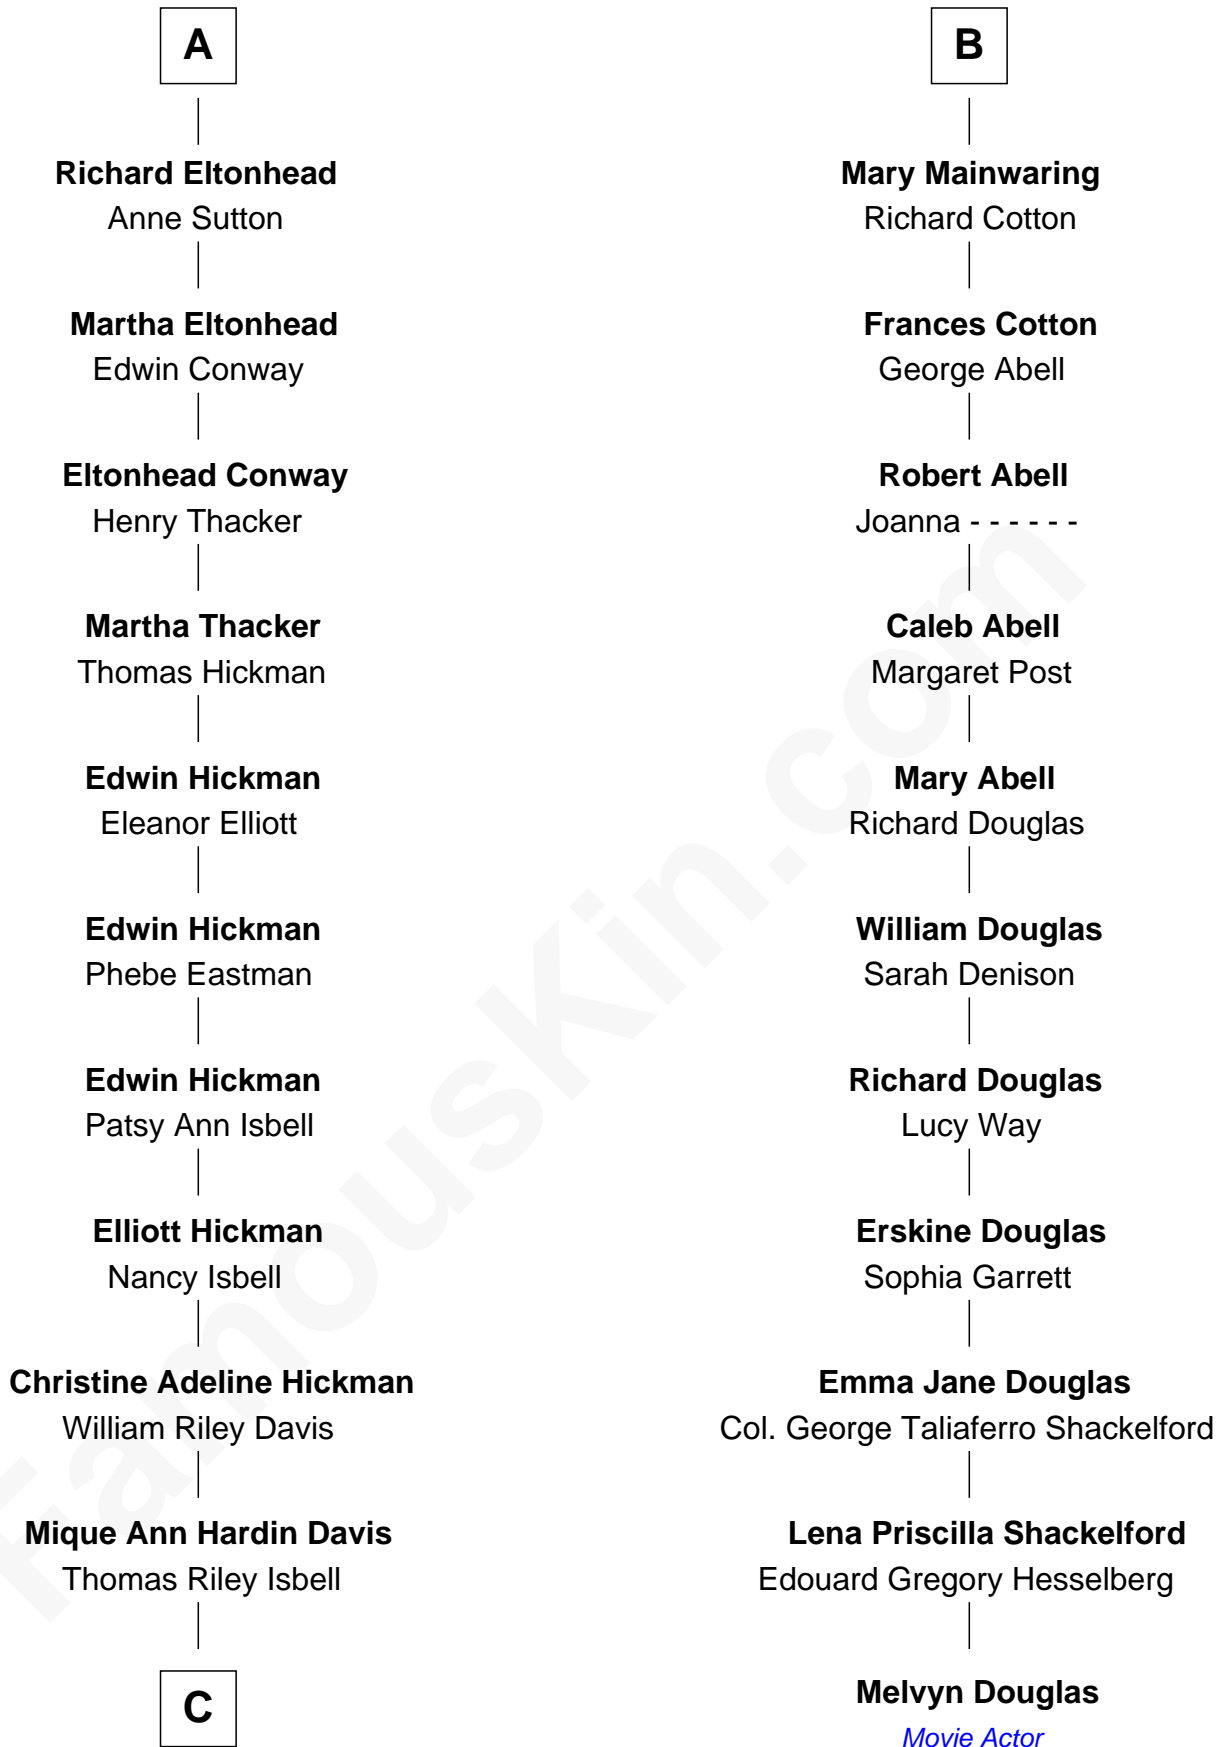 A
Richard Eltonhead
Anne Sutton
Martha Eltonhead
Edwin Conway
Eltonhead Conway
Henry Thacker
Martha Thacker
Thomas Hickman
Edwin Hickman
Eleanor Elliott
Edwin Hickman
Phebe Eastman
Edwin Hickman
Patsy Ann Isbell
Elliott Hickman
Nancy Isbell
Christine Adeline Hickman
William Riley Davis
Mique Ann Hardin Davis
Thomas Riley Isbell
C
B
Mary Mainwaring
Richard Cotton
Frances Cotton
George Abell
Robert Abell
Joanna - - - - - -
Caleb Abell
Margaret Post
Mary Abell
Richard Douglas
William Douglas
Sarah Denison
Richard Douglas
Lucy Way
Erskine Douglas
Sophia Garrett
Emma Jane Douglas
Col. George Taliaferro Shackelford
Lena Priscilla Shackelford
Edouard Gregory Hesselberg
Melvyn Douglas
Movie Actor
FamousKin.com